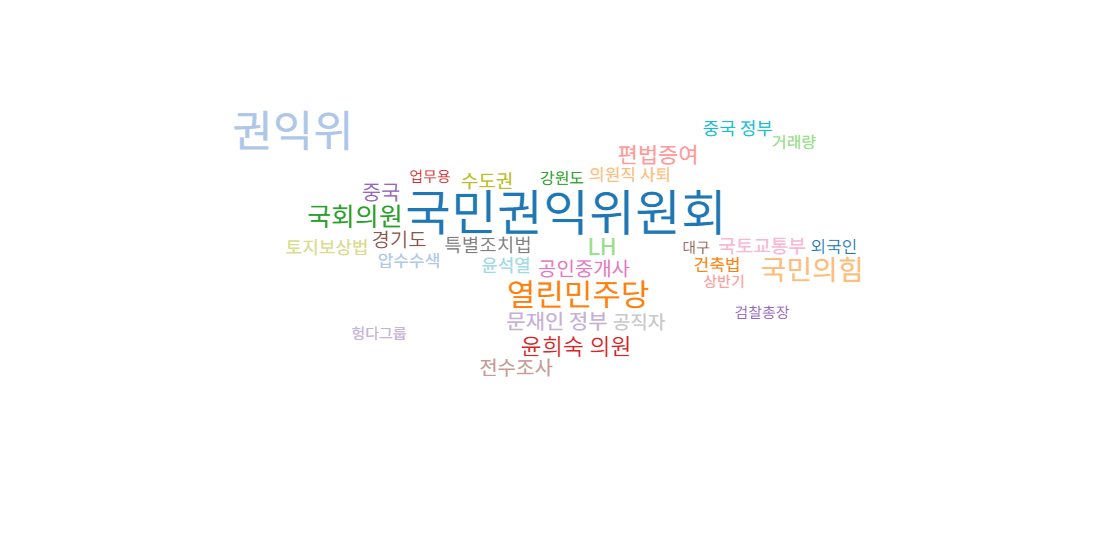 권익위
중국 정부
거래량
편법증여
업무용
수도권
강원도
의원직 사퇴
중국
국민권익위원회
국회의원
토지보상법
경기도
특별조치법
LH
대구
국토교통부
외국인
압수수색
윤석열
공인중개사
건축법
국민의힘
상반기
열린민주당
검찰총장
문재인 정부
공직자
헝다그룹
윤희숙 의원
전수조사